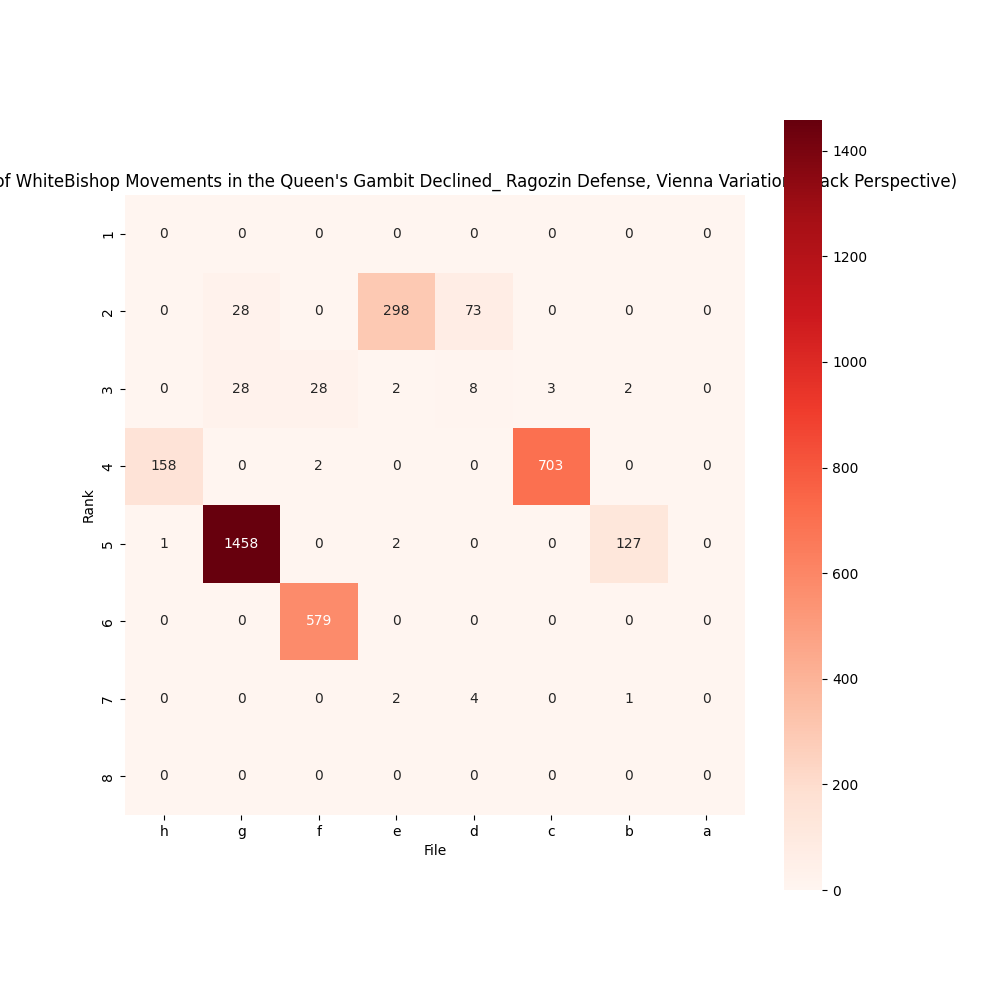 of WhiteBishop Movements in the Queen's Gambit Declined_ Ragozin Defense, Vienna Variation ack Perspective)
1400
1200
1000
800
600
400
200
0
Rank
1 0 0 0 0 0 0 0 0
2 0 28 0 298 73 0 0 0
3 0 28 28 2 8 3 2 0
4 158 0 2 0 0 703 0 0
5 1 1458 0 2 0 0 127 0
6 0 0 579 0 0 0 0 0
7 0 0 0 2 4 0 1 0
8 0 0 0 0 0 0 0 0
h g f e d c b a
File